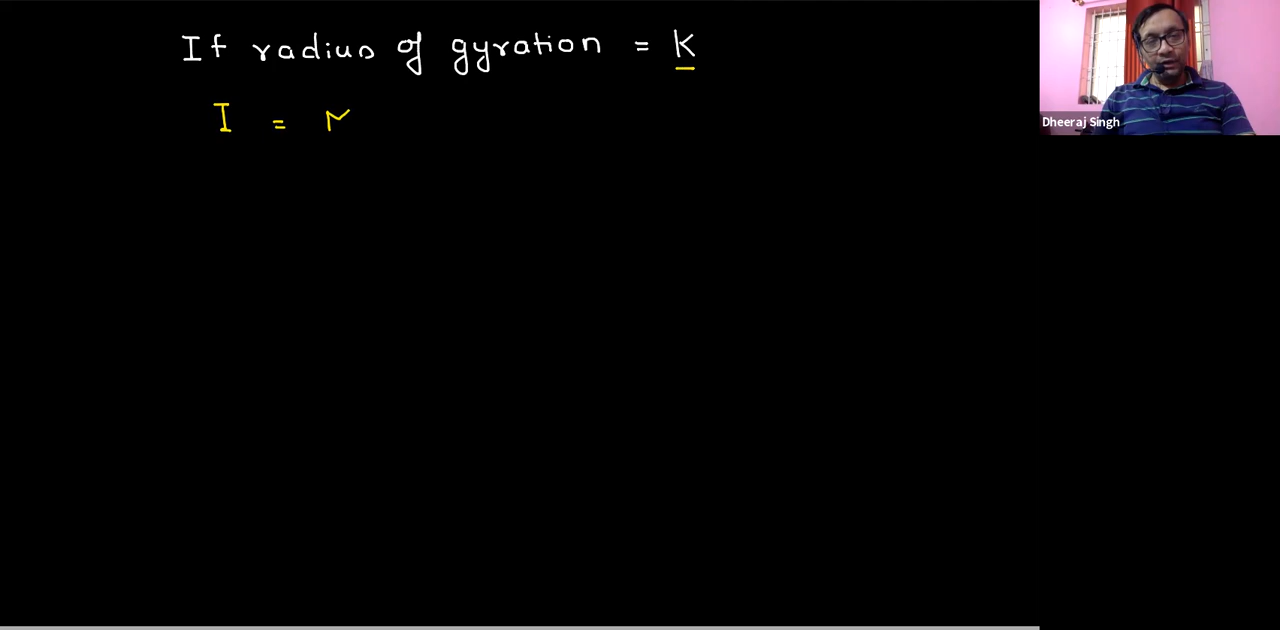 If radius of gyration = K
I =
Dheeraj Singh